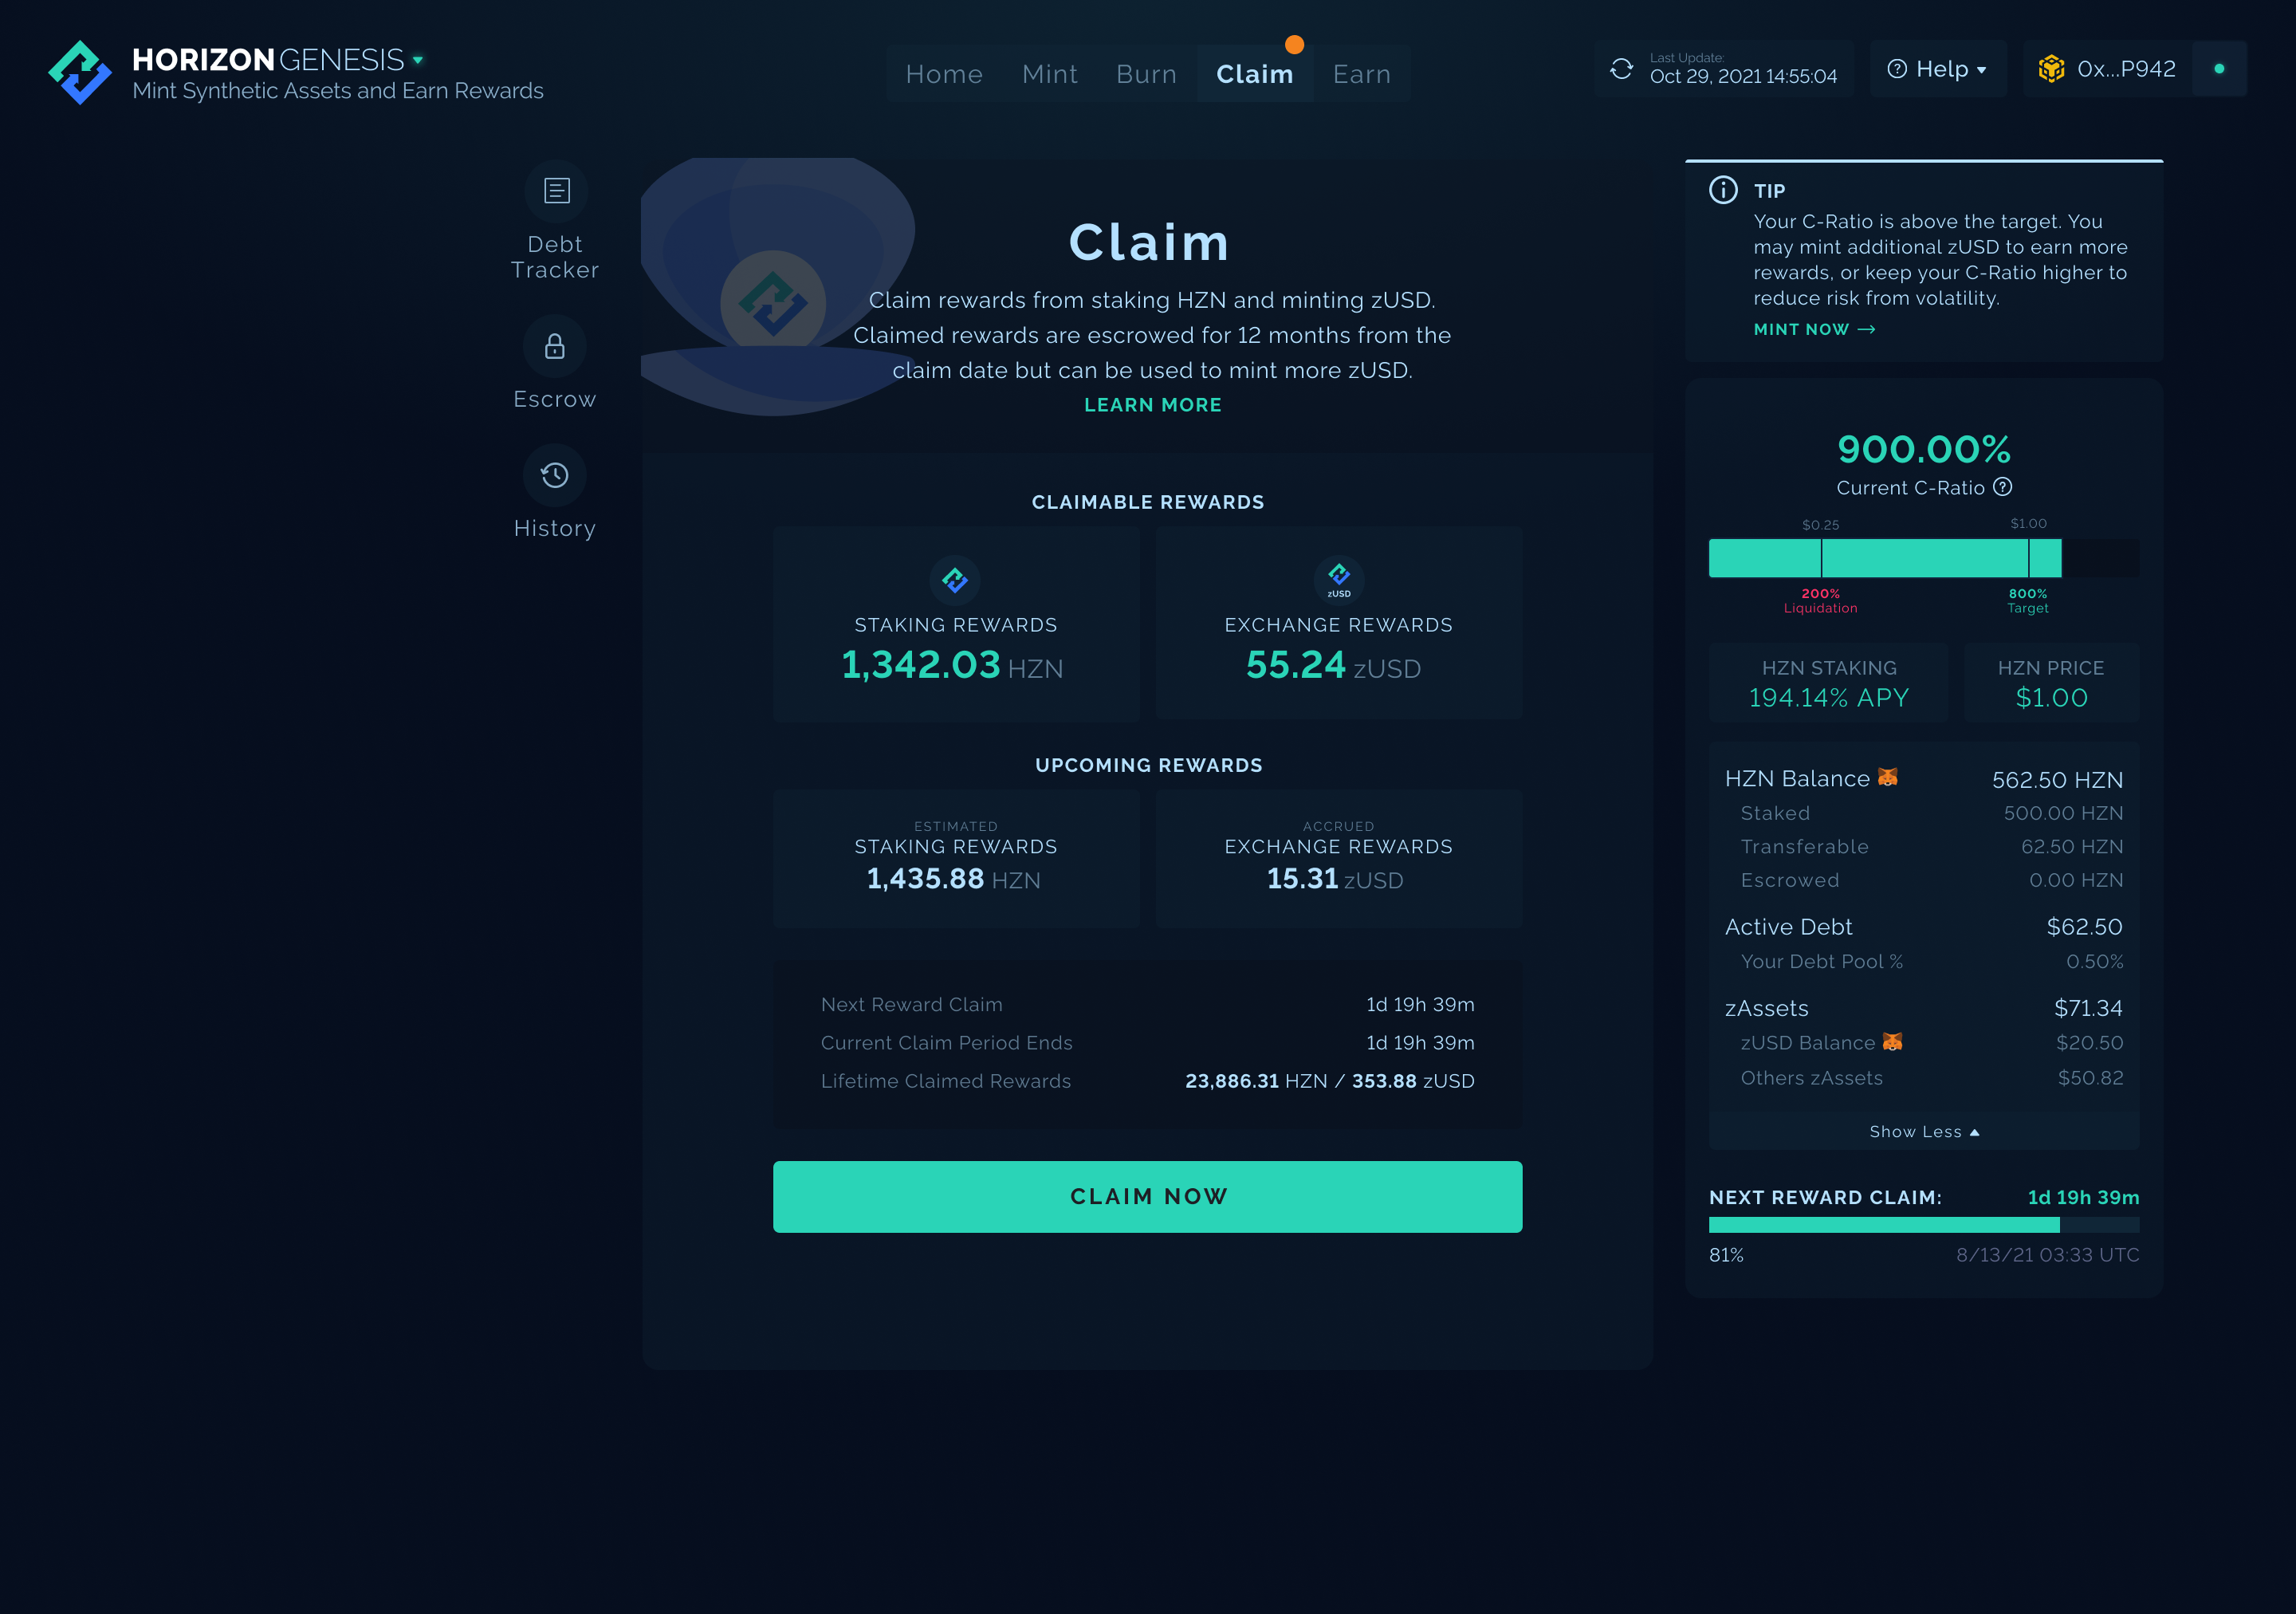 HORIZON GENESIS
Mint Synthetic Assets and Earn Rewards
Home Mint Burn Claim Earn
Last Update:
Oct 29, 2021 14:55:04
Help
0x...P942
Debt
Tracker
Escrow
History
Claim
Claim rewards from staking HZN and minting zUSD.
Claimed rewards are escrowed for 12 months from the
claim date but can be used to mint more zUSD.
LEARN MORE
CLAIMABLE REWARDS
STAKING REWARDS
1,342.03 HZN
zUSD
EXCHANGE REWARDS
55.24 zUSD
UPCOMING REWARDS
ESTIMATED
STAKING REWARDS
1,435.88 HZN
ACCRUED
EXCHANGE REWARDS
15.31 zUSD
Next Reward Claim 1d 19h 39m
Current Claim Period Ends 1d 19h 39m
Lifetime Claimed Rewards 23,886.31 HZN / 353.88 zUSD
CLAIM NOW
TIP
Your C-Ratio is above the target. You
may mint additional zUSD to earn more
rewards, or keep your C-Ratio higher to
reduce risk from volatility.
MINT NOW →
900.00%
Current C-Ratio
$0.25 $1.00
200% 800%
Liquidation Target
HZN STAKING
194.14% APY
HZN PRICE
$1.00
HZN Balance 562.50 HZN
Staked 500.00 HZN
Transferable 62.50 HZN
Escrowed 0.00 HZN
Active Debt $62.50
Your Debt Pool % 0.50%
zAssets $71.34
zUSD Balance $20.50
Others zAssets $50.82
Show Less
NEXT REWARD CLAIM: 1d 19h 39m
81% 8/13/21 03:33 UTC